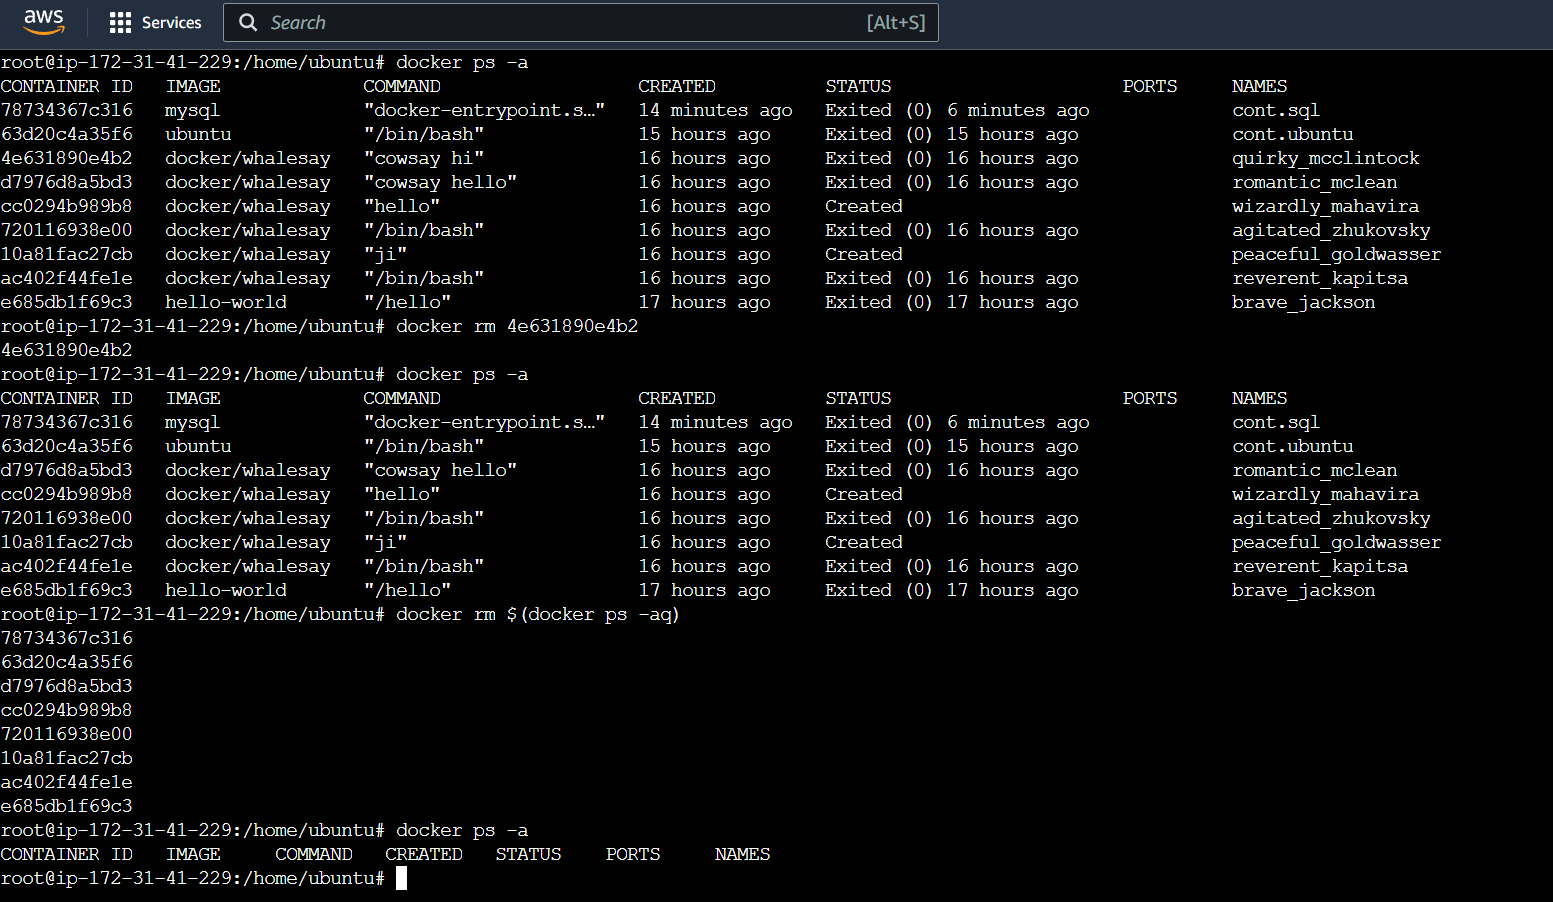 aws Services Search [Alt+S]
root@ip-172-31-41-229:/home/ubuntu# docker ps -a
CONTAINER ID   IMAGE             COMMAND                  CREATED          STATUS                     PORTS     NAMES
78734367c316   mysql             "docker-entrypoint.s…"   14 minutes ago   Exited (0) 6 minutes ago             cont.sql
63d20c4a35f6   ubuntu            "/bin/bash"              15 hours ago     Exited (0) 15 hours ago              cont.ubuntu
4e631890e4b2   docker/whalesay   "cowsay hi"              16 hours ago     Exited (0) 16 hours ago              quirky_mcclintock
d7976d8a5bd3   docker/whalesay   "cowsay hello"           16 hours ago     Exited (0) 16 hours ago              romantic_mclean
cc0294b989b8   docker/whalesay   "hello"                  16 hours ago     Created                              wizardly_mahavira
720116938e00   docker/whalesay   "/bin/bash"              16 hours ago     Exited (0) 16 hours ago              agitated_zhukovsky
10a81fac27cb   docker/whalesay   "ji"                     16 hours ago     Created                              peaceful_goldwasser
ac402f44fe1e   docker/whalesay   "/bin/bash"              16 hours ago     Exited (0) 16 hours ago              reverent_kapitsa
e685db1f69c3   hello-world       "/hello"                 17 hours ago     Exited (0) 17 hours ago              brave_jackson
root@ip-172-31-41-229:/home/ubuntu# docker rm 4e631890e4b2
4e631890e4b2
root@ip-172-31-41-229:/home/ubuntu# docker ps -a
CONTAINER ID   IMAGE             COMMAND                  CREATED          STATUS                     PORTS     NAMES
78734367c316   mysql             "docker-entrypoint.s…"   14 minutes ago   Exited (0) 6 minutes ago             cont.sql
63d20c4a35f6   ubuntu            "/bin/bash"              15 hours ago     Exited (0) 15 hours ago              cont.ubuntu
d7976d8a5bd3   docker/whalesay   "cowsay hello"           16 hours ago     Exited (0) 16 hours ago              romantic_mclean
cc0294b989b8   docker/whalesay   "hello"                  16 hours ago     Created                              wizardly_mahavira
720116938e00   docker/whalesay   "/bin/bash"              16 hours ago     Exited (0) 16 hours ago              agitated_zhukovsky
10a81fac27cb   docker/whalesay   "ji"                     16 hours ago     Created                              peaceful_goldwasser
ac402f44fe1e   docker/whalesay   "/bin/bash"              16 hours ago     Exited (0) 16 hours ago              reverent_kapitsa
e685db1f69c3   hello-world       "/hello"                 17 hours ago     Exited (0) 17 hours ago              brave_jackson
root@ip-172-31-41-229:/home/ubuntu# docker rm $(docker ps -aq)
78734367c316
63d20c4a35f6
d7976d8a5bd3
cc0294b989b8
720116938e00
10a81fac27cb
ac402f44fe1e
e685db1f69c3
root@ip-172-31-41-229:/home/ubuntu# docker ps -a
CONTAINER ID   IMAGE     COMMAND   CREATED   STATUS    PORTS     NAMES
root@ip-172-31-41-229:/home/ubuntu#